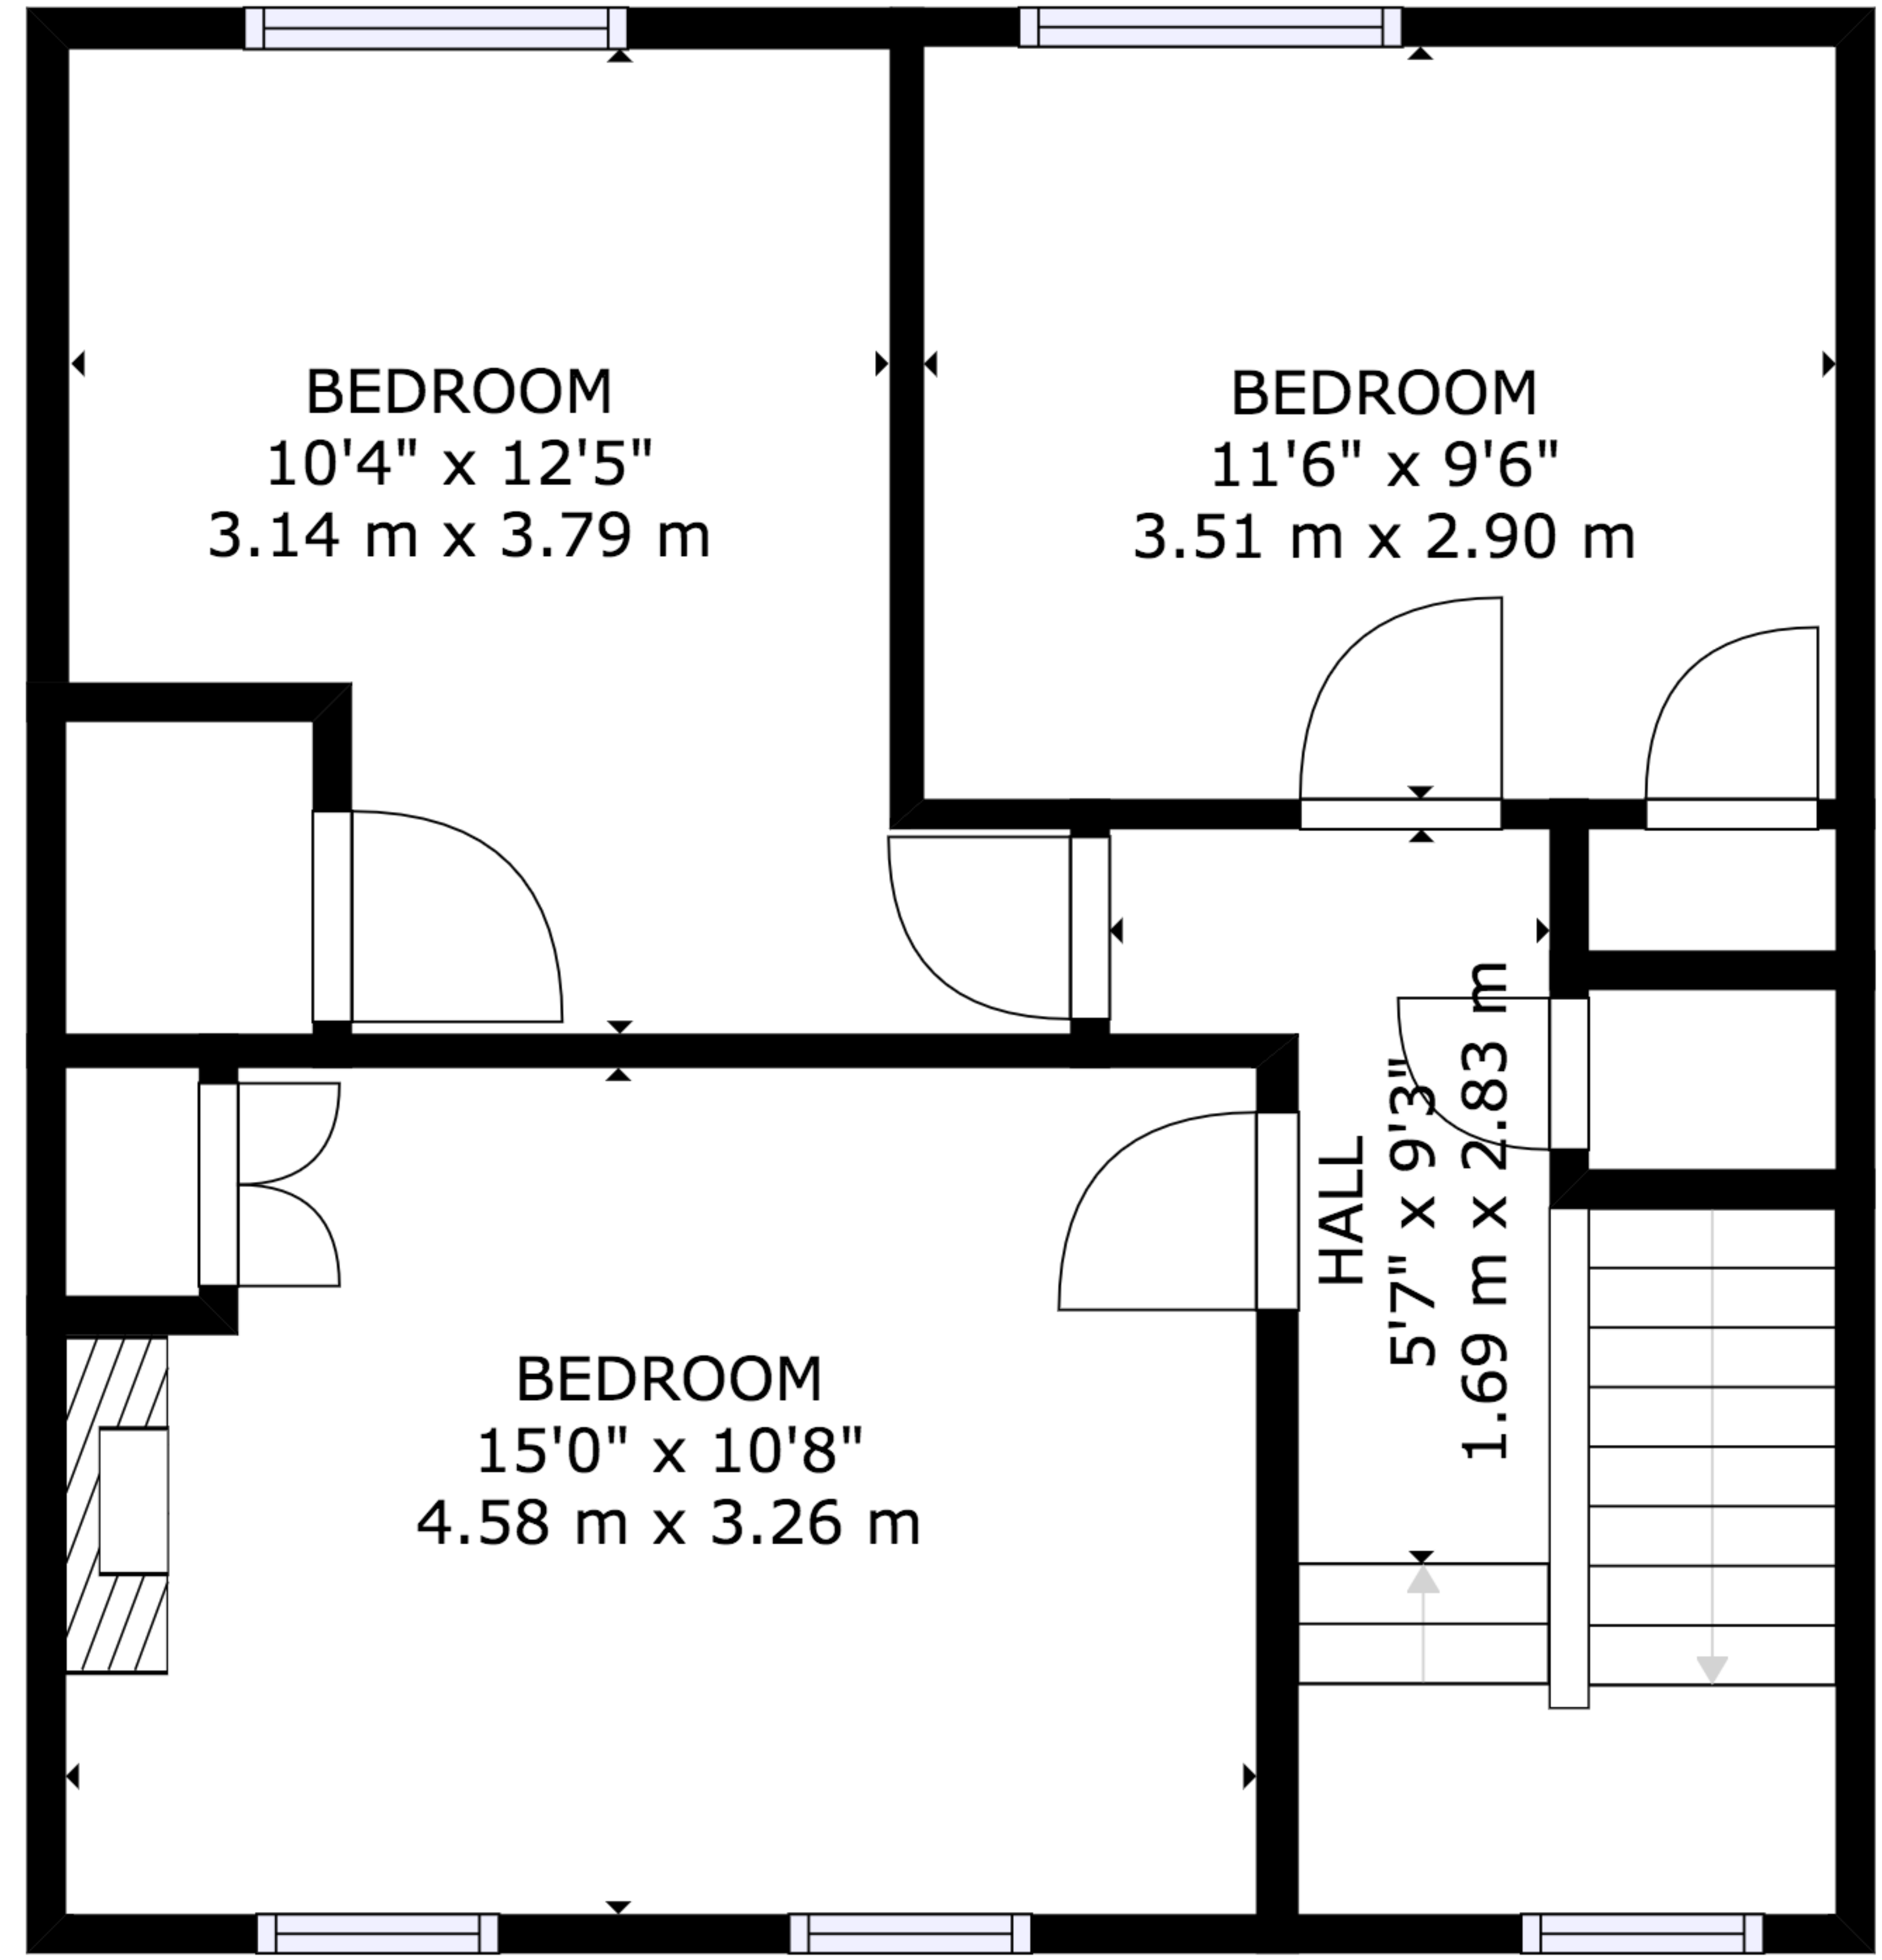 BEDROOM
10'4" x 12'5"
3.14 m x 3.79 m
BEDROOM
11'6" x 9'6"
3.51 m x 2.90 m
HALL
5'7" x 9'3"
1.69 m x 2.83 m
BEDROOM
15'0" x 10'8"
4.58 m x 3.26 m